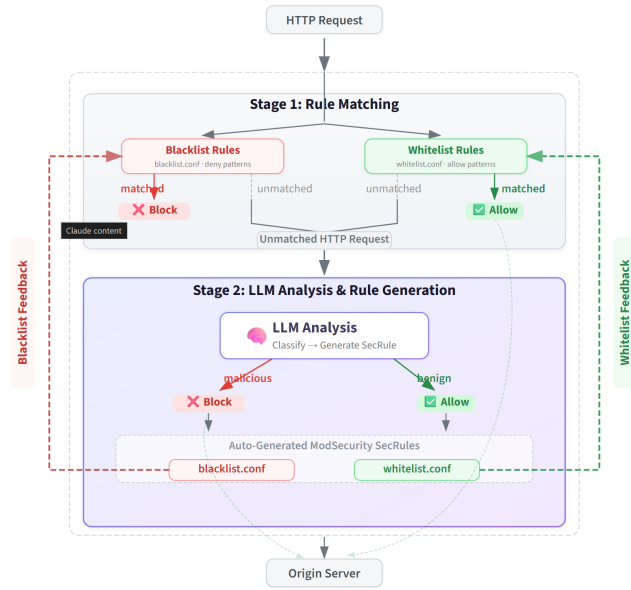 HTTP Request
Stage 1: Rule Matching
Blacklist Rules
blacklist.conf · deny patterns
Whitelist Rules
whitelist.conf · allow patterns
matched
unmatched
unmatched
matched
❌ Block
✅ Allow
Claude content
Unmatched HTTP Request
Blacklist Feedback
Whitelist Feedback
Stage 2: LLM Analysis & Rule Generation
🧠 LLM Analysis
Classify → Generate SecRule
malicious
benign
❌ Block
✅ Allow
Auto-Generated ModSecurity SecRules
blacklist.conf
whitelist.conf
Origin Server